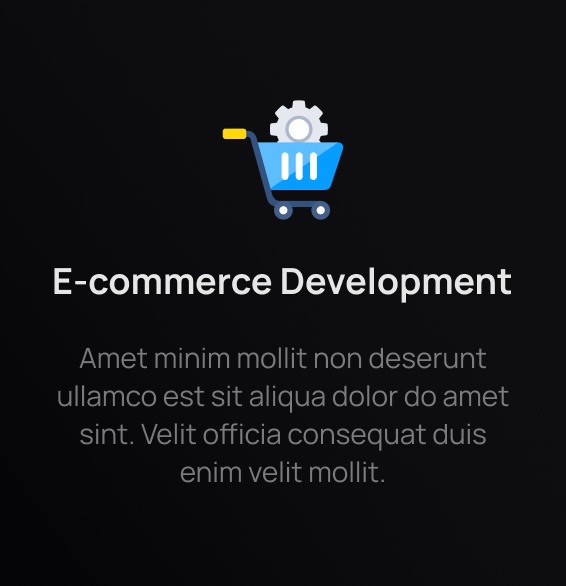 E-commerce Development
Amet minim mollit non deserunt
ullamco est sit aliqua dolor do amet
sint. Velit officia consequat duis
enim velit mollit.